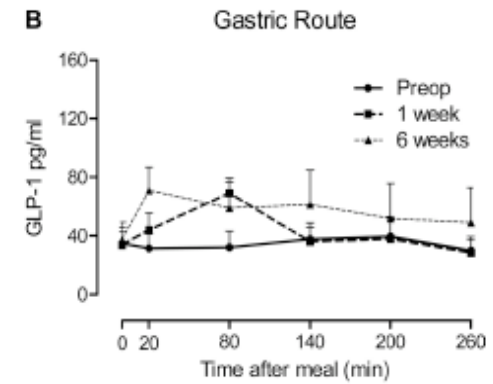 B
Gastric Route
160
120
80
40
0
GLP-1 pg/ml
Preop
1 week
6 weeks
0 20 80 140 200 260
Time after meal (min)